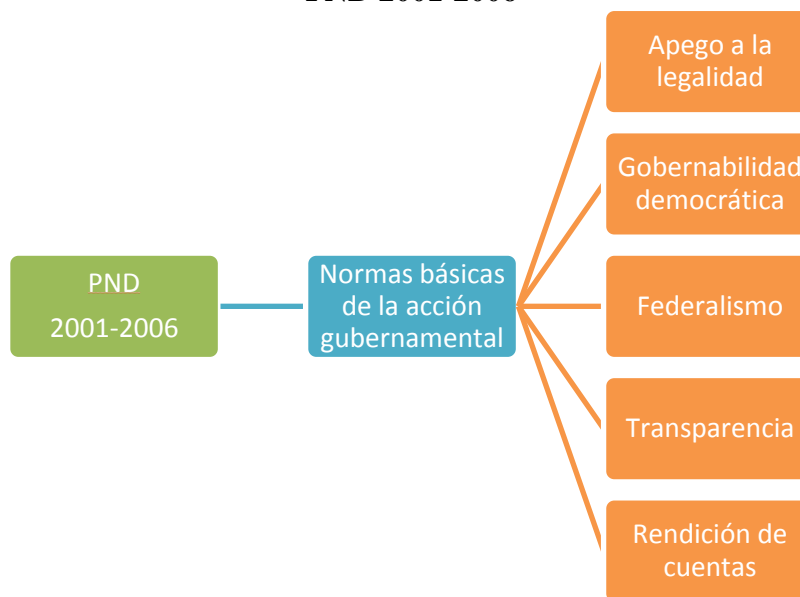 PND
2001-2006
Normas básicas
de la acción
gubernamental
Apego a la
legalidad
Gobernabilidad
democrática
Federalismo
Transparencia
Rendición de
cuentas